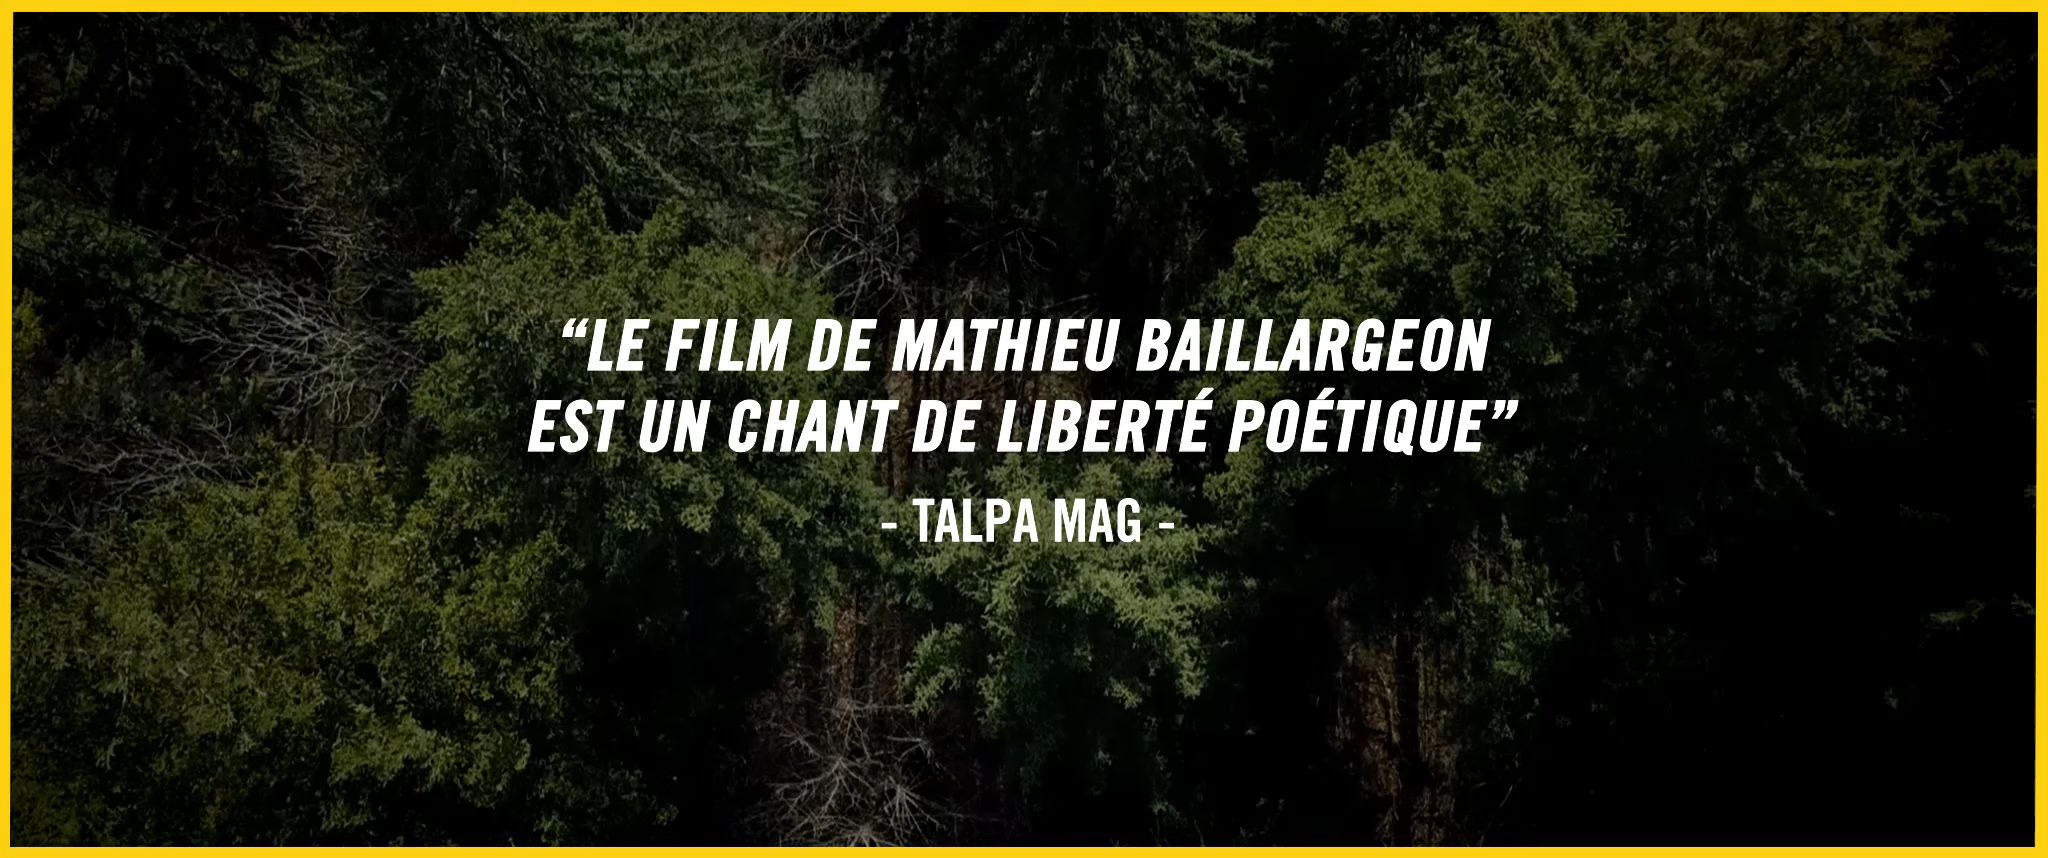 “LE FILM DE MATHIEU BAILLARGEON
EST UN CHANT DE LIBERTÉ POÉTIQUE”
- TALPA MAG -